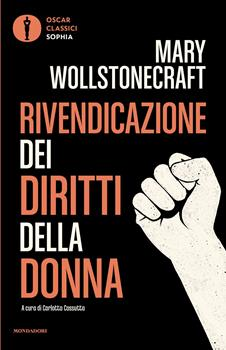 OSCAR
CLASSICI
SOPHIA
MARY
WOLLSTONECRAFT
RIVENDICAZIONE
DEI
DIRITTI
DELLA
DONNA
A cura di Carlotta Cossutta
MONDADORI